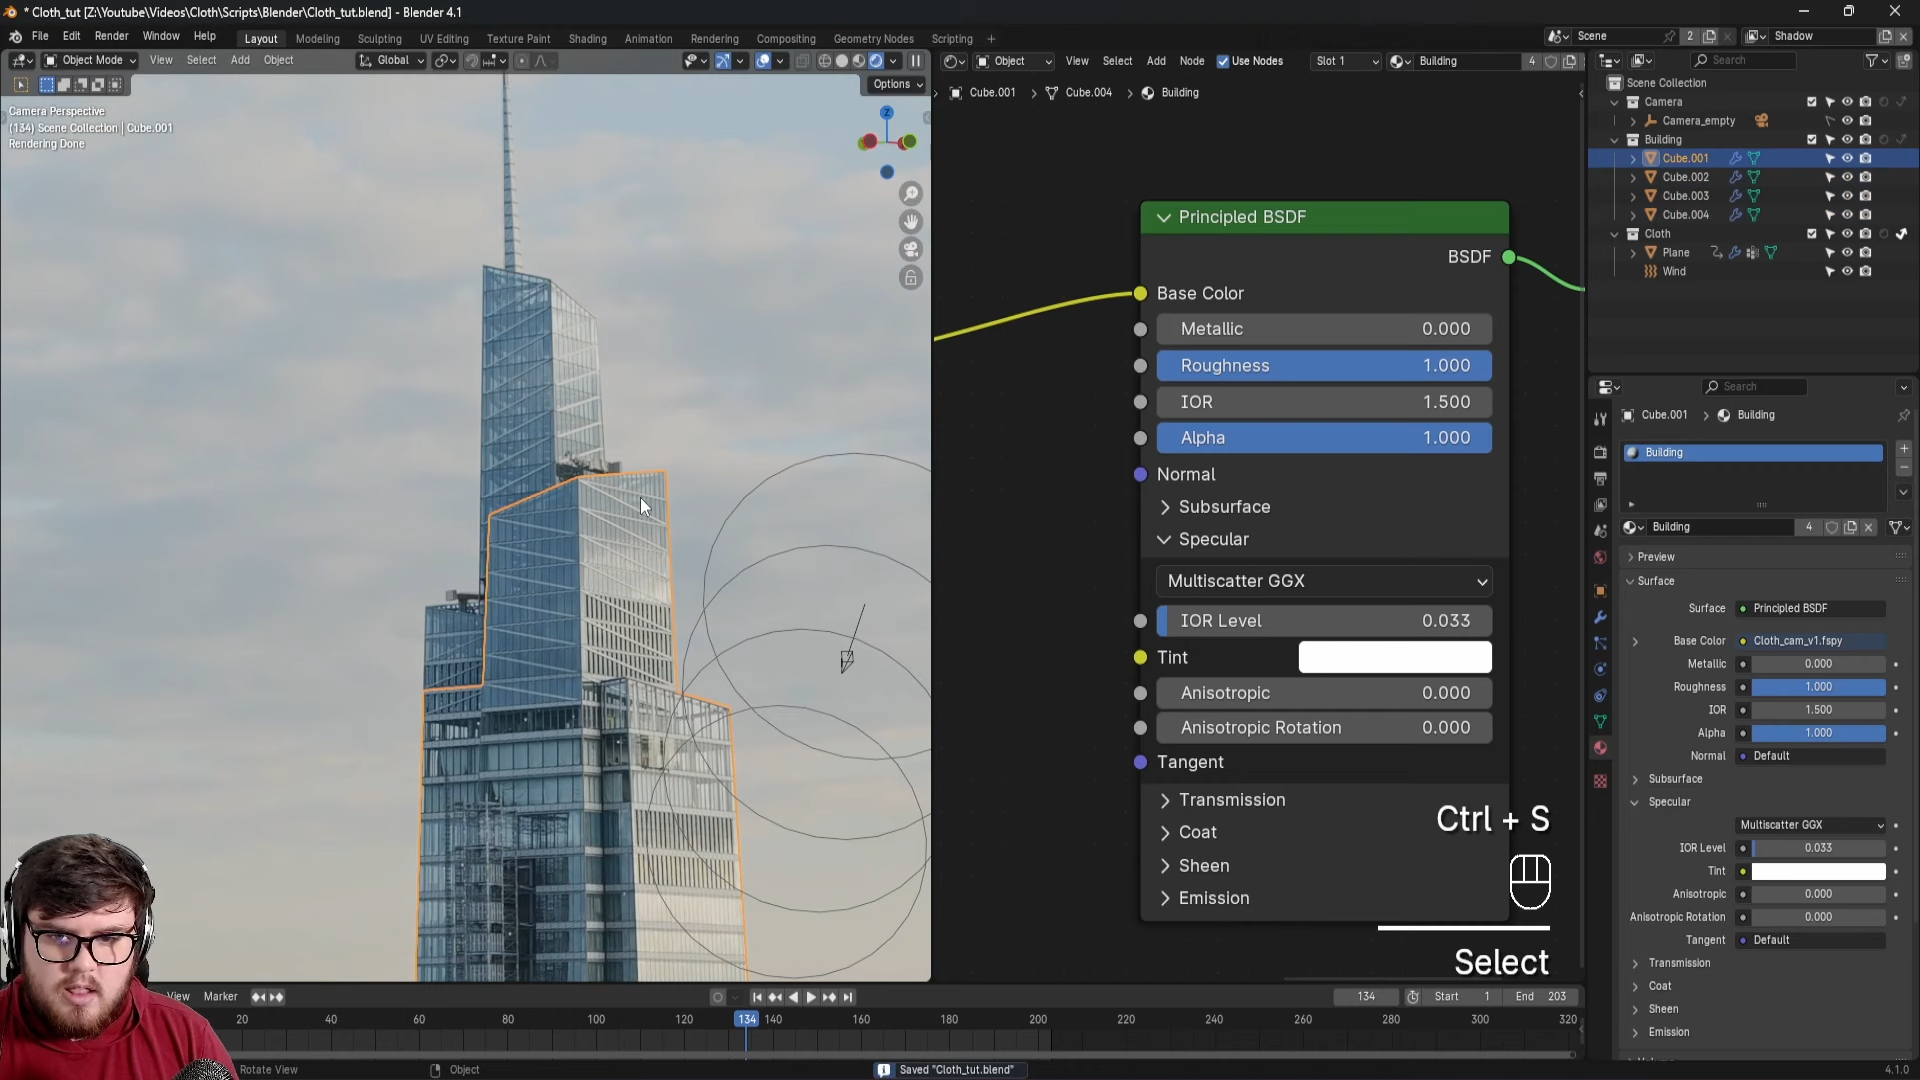 * Cloth_tut [Z:\Youtube\Videos\Cloth\Scripts\Blender\Cloth_tut.blend] - Blender 4.1
File Edit Render Window Help Layout Modeling Sculpting UV Editing Texture Paint Shading Animation Rendering Compositing Geometry Nodes Scripting + Scene 2 Shadow
Object Mode View Select Add Object Global Object View Select Add Node Use Nodes Slot 1 Building 4 Search
Options
Camera Perspective
(134) Scene Collection | Cube.001
Rendering Done
Z
Cube.001 > Cube.004 > Building
Principled BSDF
BSDF
Base Color
Metallic 0.000
Roughness 1.000
IOR 1.500
Alpha 1.000
Normal
Subsurface
Specular
Multiscatter GGX
IOR Level 0.033
Tint
Anisotropic 0.000
Anisotropic Rotation 0.000
Tangent
Transmission
Coat
Sheen
Emission
Ctrl + S
Select
Scene Collection
Camera
Camera_empty
Building
Cube.001
Cube.002
Cube.003
Cube.004
Cloth
Plane
Wind
Search
Cube.001 > Building
Building
Building 4
Preview
Surface
Surface Principled BSDF
Base Color Cloth_cam_v1.fspy
Metallic 0.000
Roughness 1.000
IOR 1.500
Alpha 1.000
Normal Default
Subsurface
Specular
Multiscatter GGX
IOR Level 0.033
Tint
Anisotropic 0.000
Anisotropic Rotation 0.000
Tangent Default
Transmission
Coat
Sheen
Emission
View Marker 134 Start 1 End 203
20 40 60 80 100 120 134 140 160 180 200 220 240 260 280 300 320
Rotate View Object Saved "Cloth_tut.blend" 4.1.0